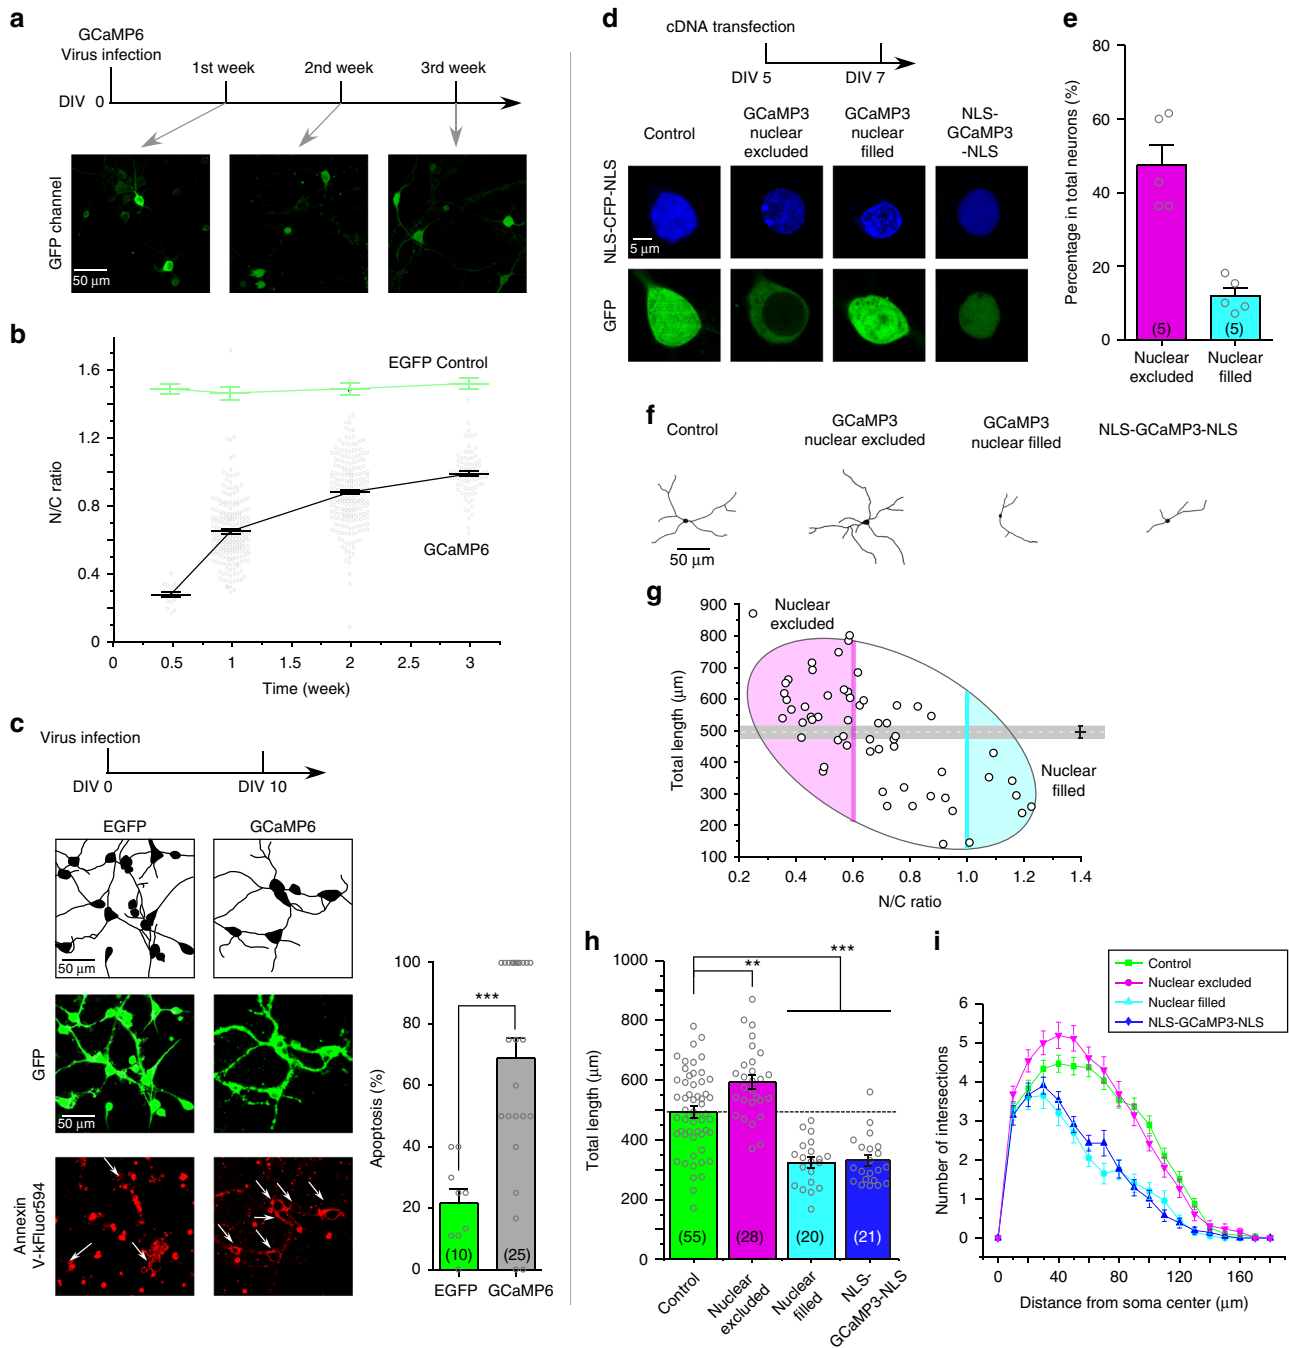 a
GCaMP6
Virus infection
1st week
2nd week
3rd week
DIV 0
GFP channel
50 µm
b
N/C ratio
1.6
1.2
0.8
0.4
0
EGFP Control
GCaMP6
0
0.5
1
1.5
2
2.5
3
Time (week)
c
Virus infection
DIV 0
DIV 10
EGFP
GCaMP6
50 µm
GFP
50 µm
Annexin
V-kFluor594
Apoptosis (%)
100
80
60
40
20
0
***
(10)
(25)
EGFP
GCaMP6
d
cDNA transfection
DIV 5
DIV 7
Control
GCaMP3
nuclear
excluded
GCaMP3
nuclear
filled
NLS-
GCaMP3
-NLS
NLS-CFP-NLS
5 µm
GFP
e
Percentage in total neurons (%)
80
60
40
20
0
(5)
(5)
Nuclear
excluded
Nuclear
filled
f
Control
GCaMP3
nuclear excluded
GCaMP3
nuclear filled
NLS-GCaMP3-NLS
50 µm
g
Total length (µm)
900
800
700
600
500
400
300
200
100
Nuclear
excluded
Nuclear
filled
0.2
0.4
0.6
0.8
1.0
1.2
1.4
N/C ratio
h
Total length (µm)
1000
800
600
400
200
0
**
***
(55)
(28)
(20)
(21)
Control
Nuclear
excluded
Nuclear
filled
NLS-
GCaMP3-NLS
i
Control
Nuclear excluded
Nuclear filled
NLS-GCaMP3-NLS
Number of intersections
6
5
4
3
2
1
0
0
40
80
120
160
Distance from soma center (µm)